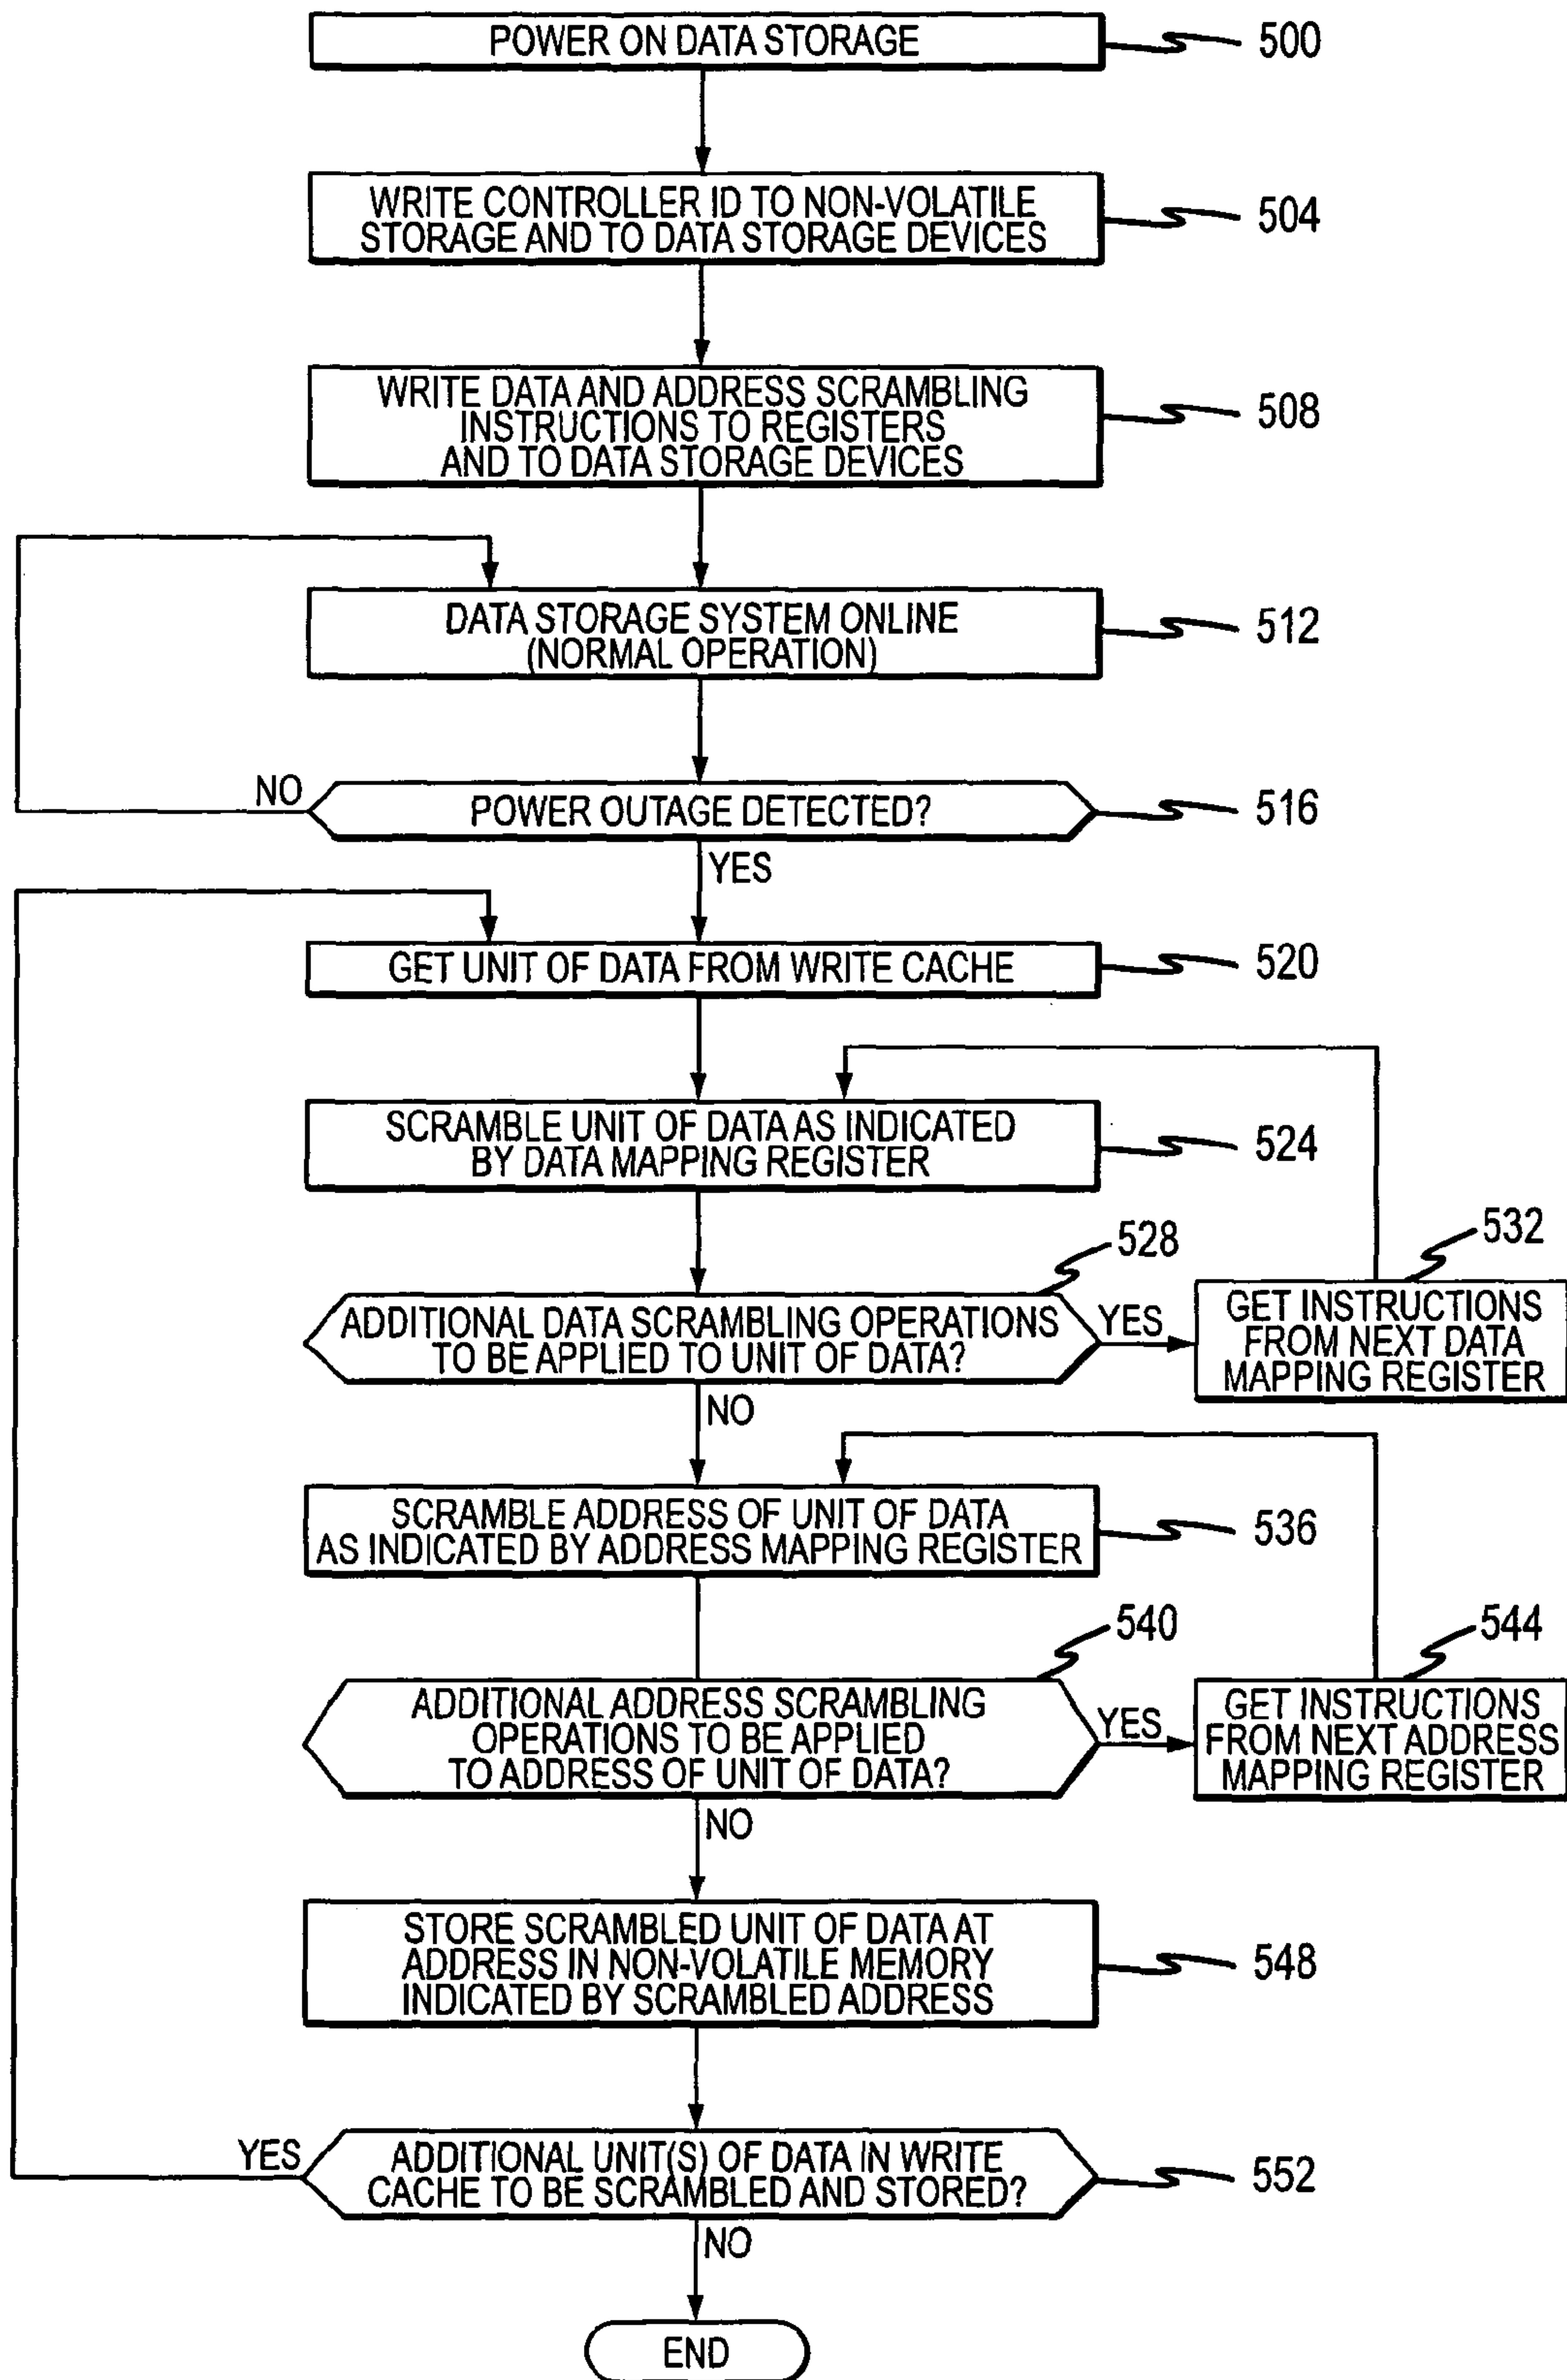 POWER ON DATA STORAGE
500
WRITE CONTROLLER ID TO NON-VOLATILE
STORAGE AND TO DATA STORAGE DEVICES
504
WRITE DATA AND ADDRESS SCRAMBLING
INSTRUCTIONS TO REGISTERS
AND TO DATA STORAGE DEVICES
508
DATA STORAGE SYSTEM ONLINE
(NORMAL OPERATION)
512
NO
POWER OUTAGE DETECTED?
516
YES
GET UNIT OF DATA FROM WRITE CACHE
520
SCRAMBLE UNIT OF DATA AS INDICATED
BY DATA MAPPING REGISTER
524
528
532
ADDITIONAL DATA SCRAMBLING OPERATIONS
TO BE APPLIED TO UNIT OF DATA?
YES
GET INSTRUCTIONS
FROM NEXT DATA
MAPPING REGISTER
NO
SCRAMBLE ADDRESS OF UNIT OF DATA
AS INDICATED BY ADDRESS MAPPING REGISTER
536
540
544
ADDITIONAL ADDRESS SCRAMBLING
OPERATIONS TO BE APPLIED
TO ADDRESS OF UNIT OF DATA?
YES
GET INSTRUCTIONS
FROM NEXT ADDRESS
MAPPING REGISTER
NO
STORE SCRAMBLED UNIT OF DATA AT
ADDRESS IN NON-VOLATILE MEMORY
INDICATED BY SCRAMBLED ADDRESS
548
YES
ADDITIONAL UNIT(S) OF DATA IN WRITE
CACHE TO BE SCRAMBLED AND STORED?
552
NO
END